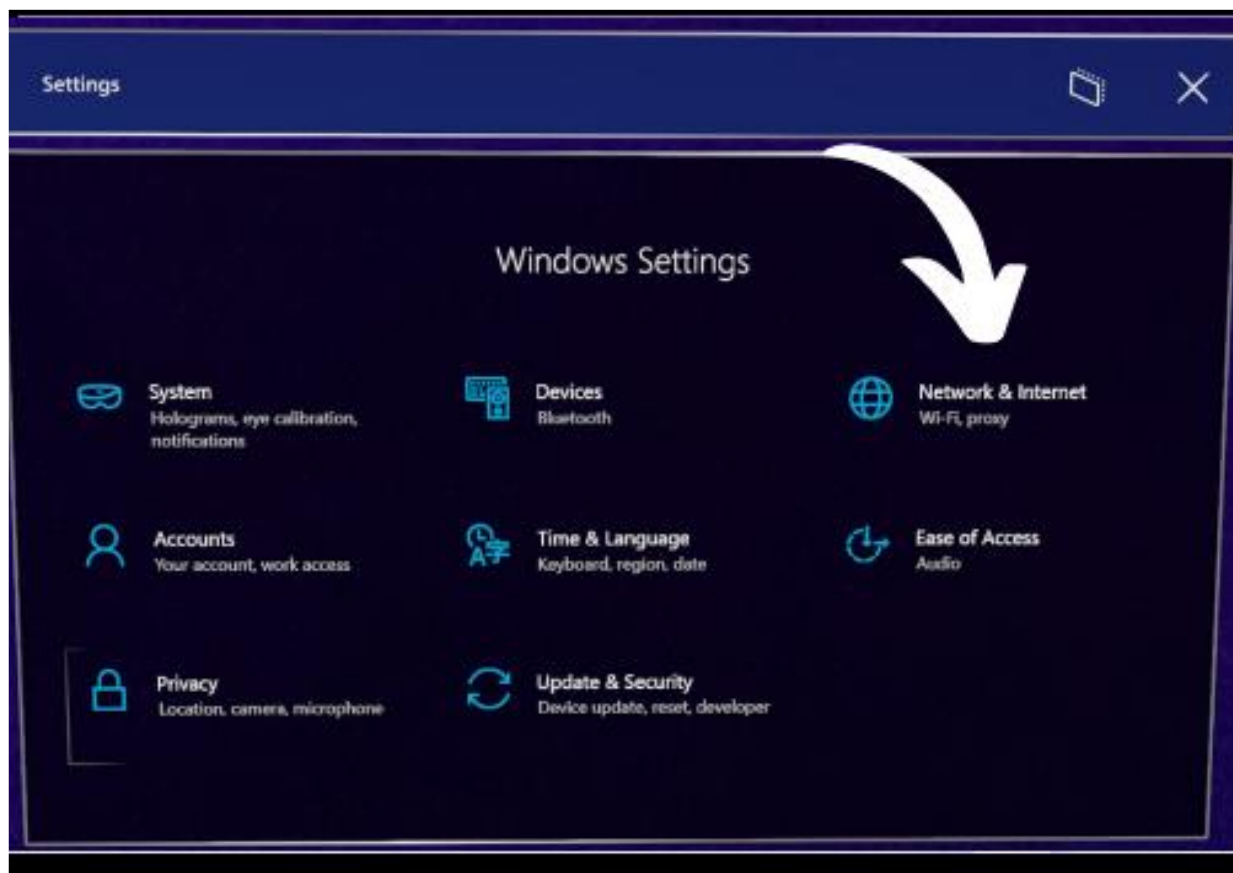 Settings
Windows Settings
System
Holograms, eye calibration,
notifications
Devices
Bluetooth
Network & Internet
Wi-Fi, proxy
Accounts
Your account, work access
Time & Language
Keyboard, region, date
Ease of Access
Audio
Privacy
Location, camera, microphone
Update & Security
Device update, reset, developer